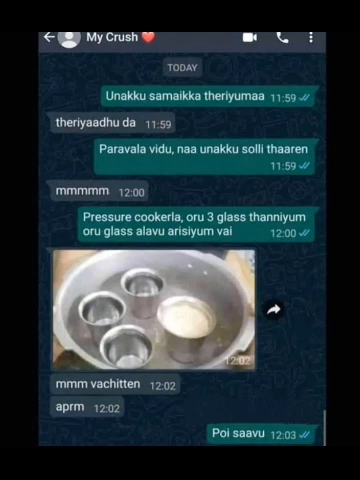 My Crush ❤️
TODAY
Unakku samaikka theriyumaa 11:59
theriyaadhu da 11:59
Paravala vidu, naa unakku solli thaaren
11:59
mmmmm 12:00
Pressure cookerla, oru 3 glass thanniyum
oru glass alavu arisiyum vai 12:00
12:02
mmm vachitten 12:02
aprm 12:02
Poi saavu 12:03